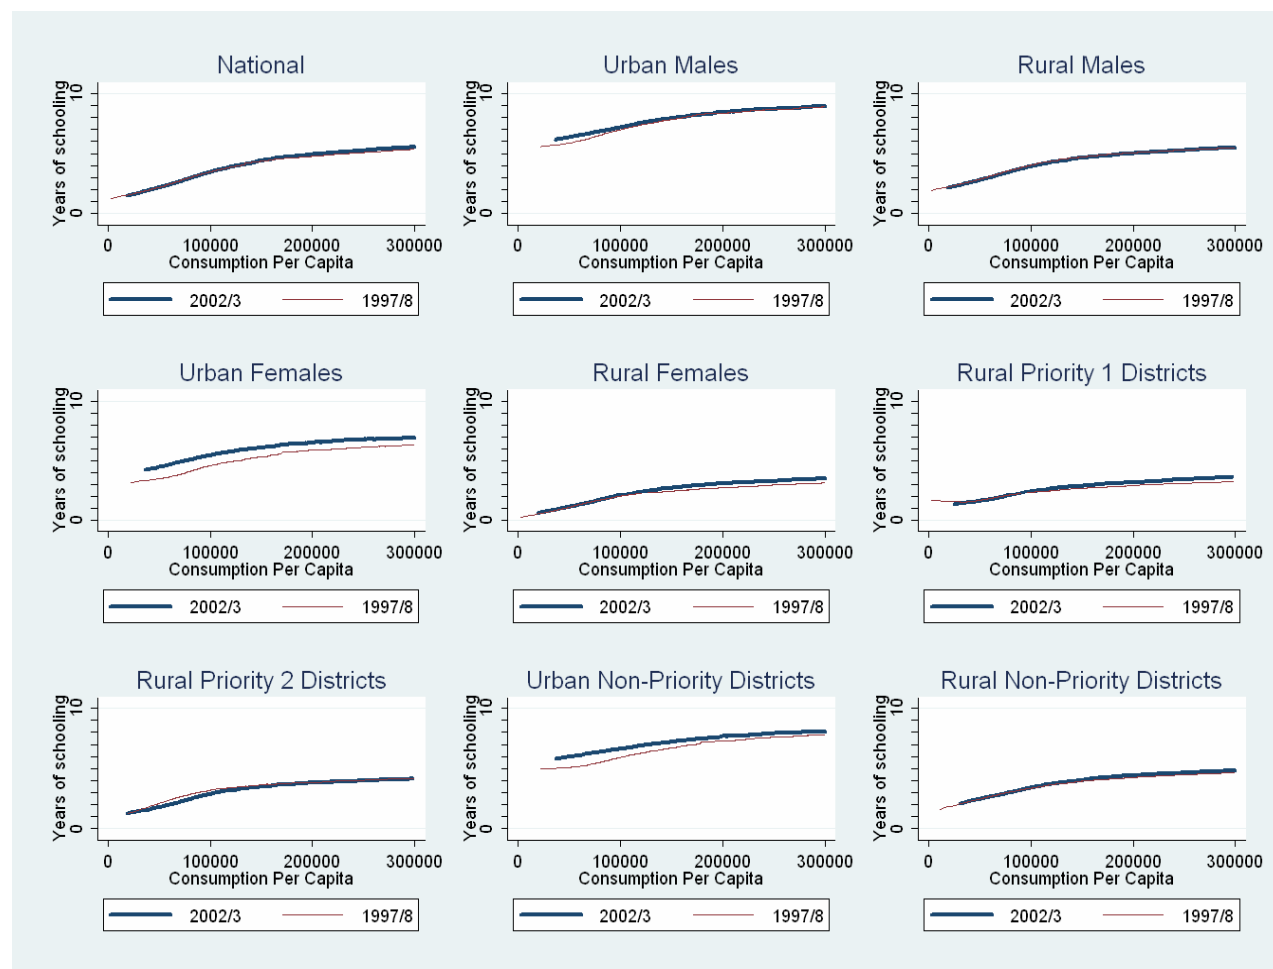 National
Years of schooling
10
0
0 100000 200000 300000
Consumption Per Capita
2002/3 1997/8
Urban Males
Years of schooling
10
0
0 100000 200000 300000
Consumption Per Capita
2002/3 1997/8
Rural Males
Years of schooling
10
0
0 100000 200000 300000
Consumption Per Capita
2002/3 1997/8
Urban Females
Years of schooling
10
0
0 100000 200000 300000
Consumption Per Capita
2002/3 1997/8
Rural Females
Years of schooling
10
0
0 100000 200000 300000
Consumption Per Capita
2002/3 1997/8
Rural Priority 1 Districts
Years of schooling
10
0
0 100000 200000 300000
Consumption Per Capita
2002/3 1997/8
Rural Priority 2 Districts
Years of schooling
10
0
0 100000 200000 300000
Consumption Per Capita
2002/3 1997/8
Urban Non-Priority Districts
Years of schooling
10
0
0 100000 200000 300000
Consumption Per Capita
2002/3 1997/8
Rural Non-Priority Districts
Years of schooling
10
0
0 100000 200000 300000
Consumption Per Capita
2002/3 1997/8